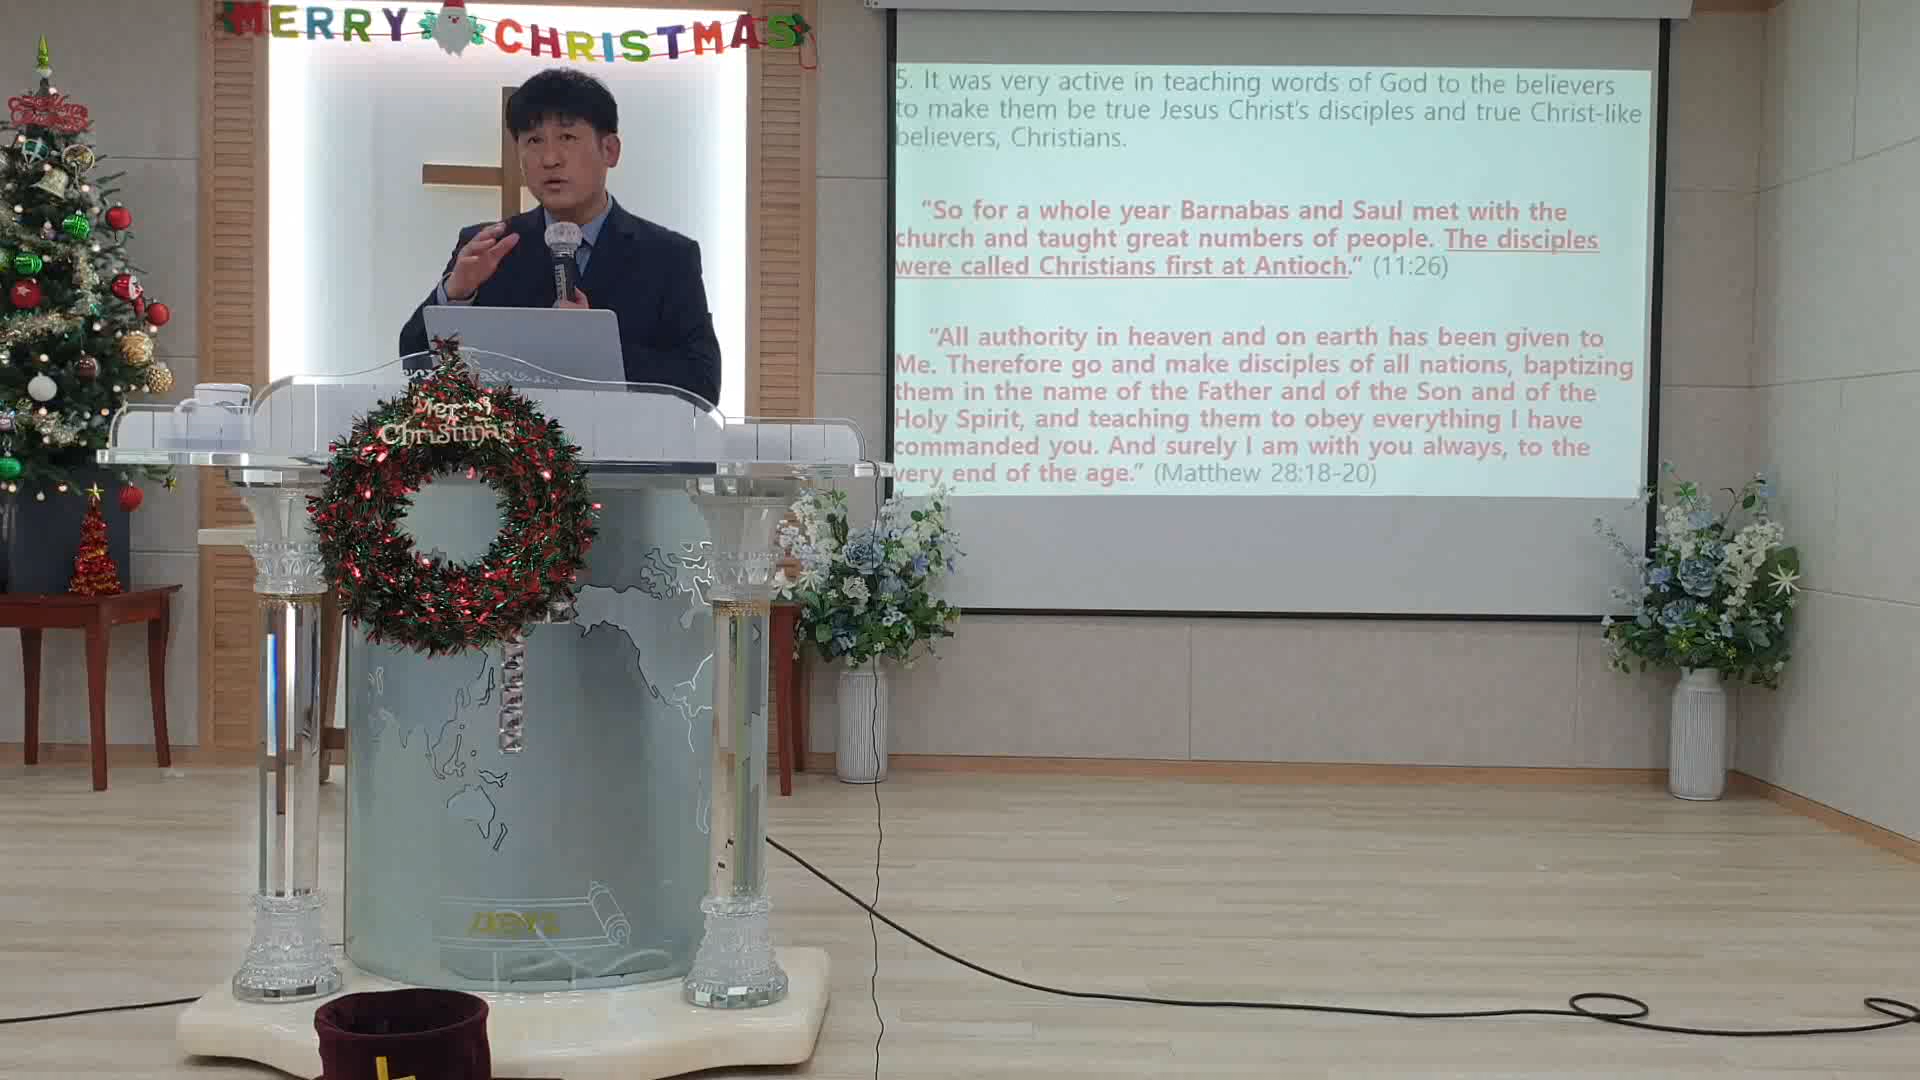 MERRY CHRISTMAS
5. It was very active in teaching words of God to the believers
to make them be true Jesus Christ's disciples and true Christ-like
believers, Christians.
"So for a whole year Barnabas and Saul met with the
church and taught great numbers of people. The disciples
were called Christians first at Antioch." (11:26)
"All authority in heaven and on earth has been given to
Me. Therefore go and make disciples of all nations, baptizing
them in the name of the Father and of the Son and of the
Holy Spirit, and teaching them to obey everything I have
commanded you. And surely I am with you always, to the
very end of the age." (Matthew 28:18-20)
Merry
Christmas